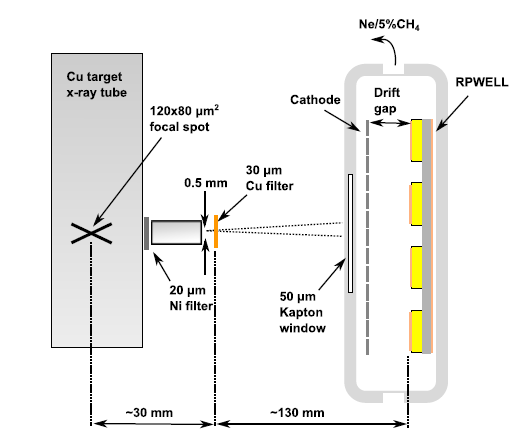 Ne/5%CH₄
Cu target
x-ray tube
120x80 µm²
focal spot
Cathode
Drift
gap
RPWELL
0.5 mm
30 µm
Cu filter
20 µm
Ni filter
50 µm
Kapton
window
~30 mm
~130 mm